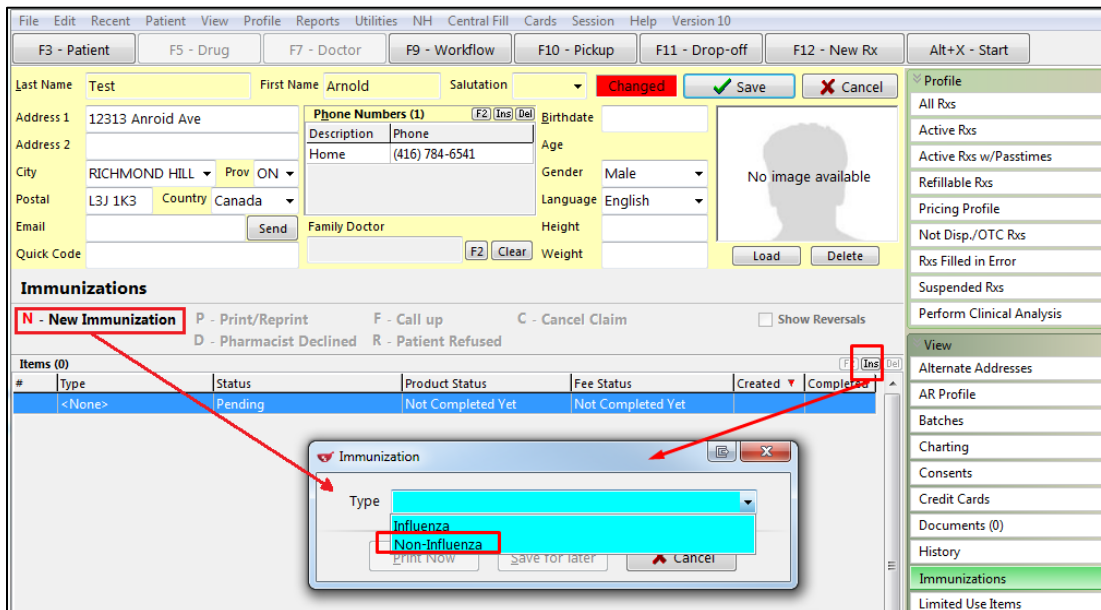 File Edit Recent Patient View Profile Reports Utilities NH Central Fill Cards Session Help Version 10
F3 - Patient F5 - Drug F7 - Doctor F9 - Workflow F10 - Pickup F11 - Drop-off F12 - New Rx Alt+X - Start
Last Name Test First Name Arnold Salutation Changed Save Cancel
Address 1 12313 Anroid Ave
Address 2
City RICHMOND HILL Prov ON
Postal L3J 1K3 Country Canada
Email Send
Quick Code
Phone Numbers (1) F2 Ins Del
Description Phone
Home (416) 784-6541
Family Doctor
F2 Clear
Birthdate
Age
Gender Male
Language English
Height
Weight
No image available
Load Delete
Immunizations
N - New Immunization P - Print/Reprint F - Call up C - Cancel Claim Show Reversals
D - Pharmacist Declined R - Patient Refused
Items (0) Ins Del
# Type Status Product Status Fee Status Created Completed
<None> Pending Not Completed Yet Not Completed Yet
Immunization
Type
Influenza
Non-Influenza
Print Now Save for later Cancel
Profile
All Rxs
Active Rxs
Active Rxs w/Passtimes
Refillable Rxs
Pricing Profile
Not Disp./OTC Rxs
Rxs Filled in Error
Suspended Rxs
Perform Clinical Analysis
View
Alternate Addresses
AR Profile
Batches
Charting
Consents
Credit Cards
Documents (0)
History
Immunizations
Limited Use Items